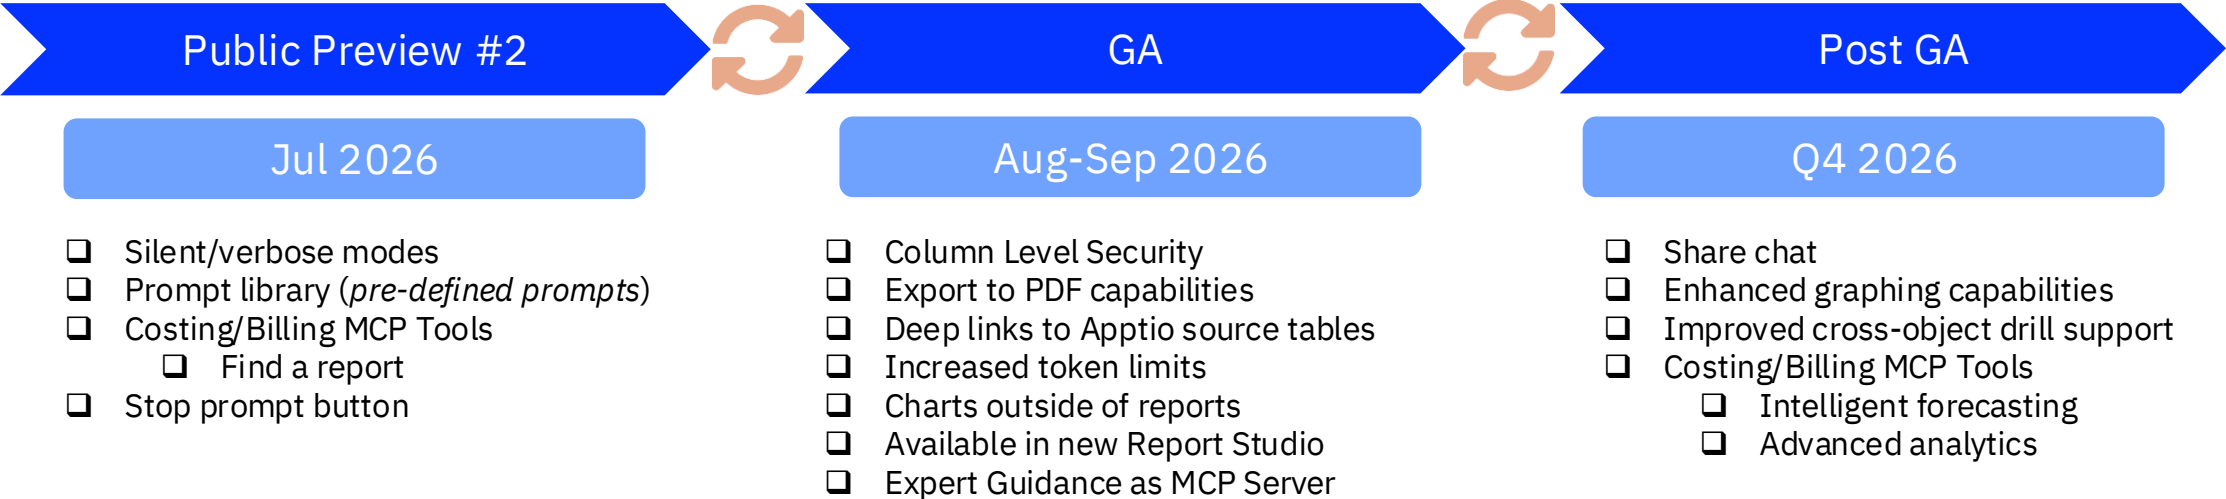 Public Preview #2
Jul 2026
Silent/verbose modes
Prompt library (pre-defined prompts)
Costing/Billing MCP Tools
Find a report
Stop prompt button
GA
Aug-Sep 2026
Column Level Security
Export to PDF capabilities
Deep links to Apptio source tables
Increased token limits
Charts outside of reports
Available in new Report Studio
Expert Guidance as MCP Server
Post GA
Q4 2026
Share chat
Enhanced graphing capabilities
Improved cross-object drill support
Costing/Billing MCP Tools
Intelligent forecasting
Advanced analytics